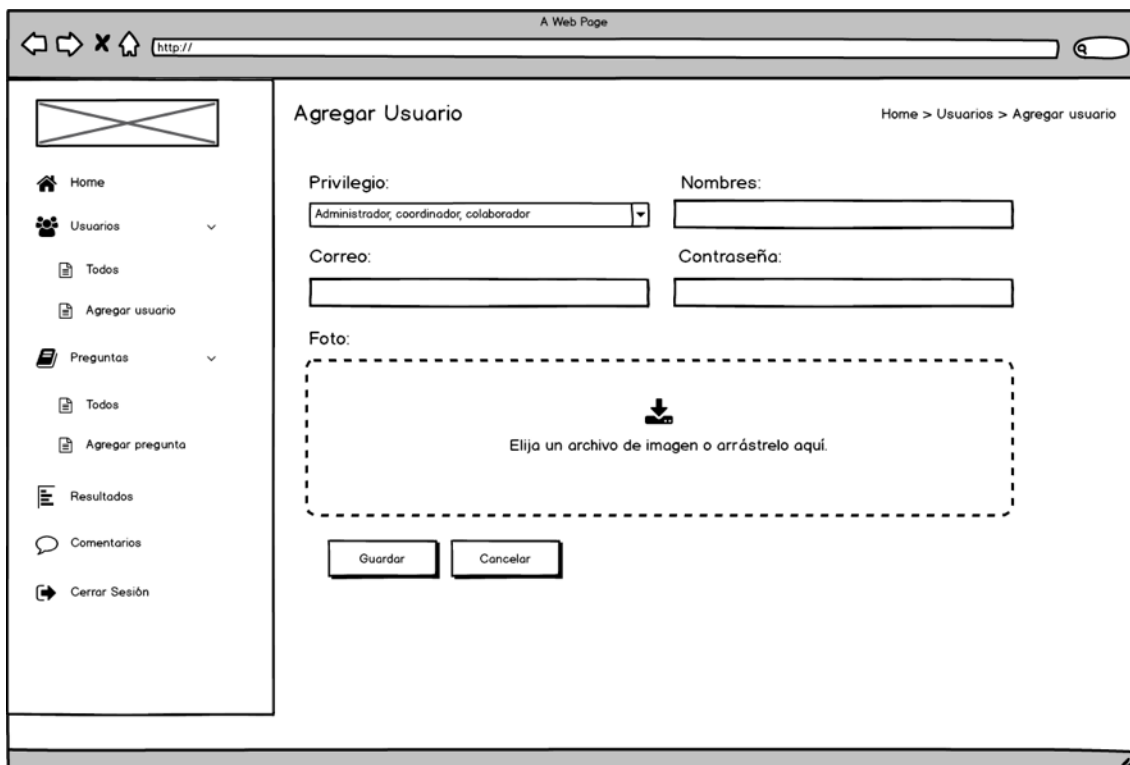 A Web Page
http://
Home
Usuarios
Todos
Agregar usuario
Preguntas
Todos
Agregar pregunta
Resultados
Comentarios
Cerrar Sesión
Agregar Usuario
Home > Usuarios > Agregar usuario
Privilegio:
Administrador, coordinador, colaborador
Nombres:
Correo:
Contraseña:
Foto:
Elija un archivo de imagen o arrástrelo aquí.
Guardar
Cancelar